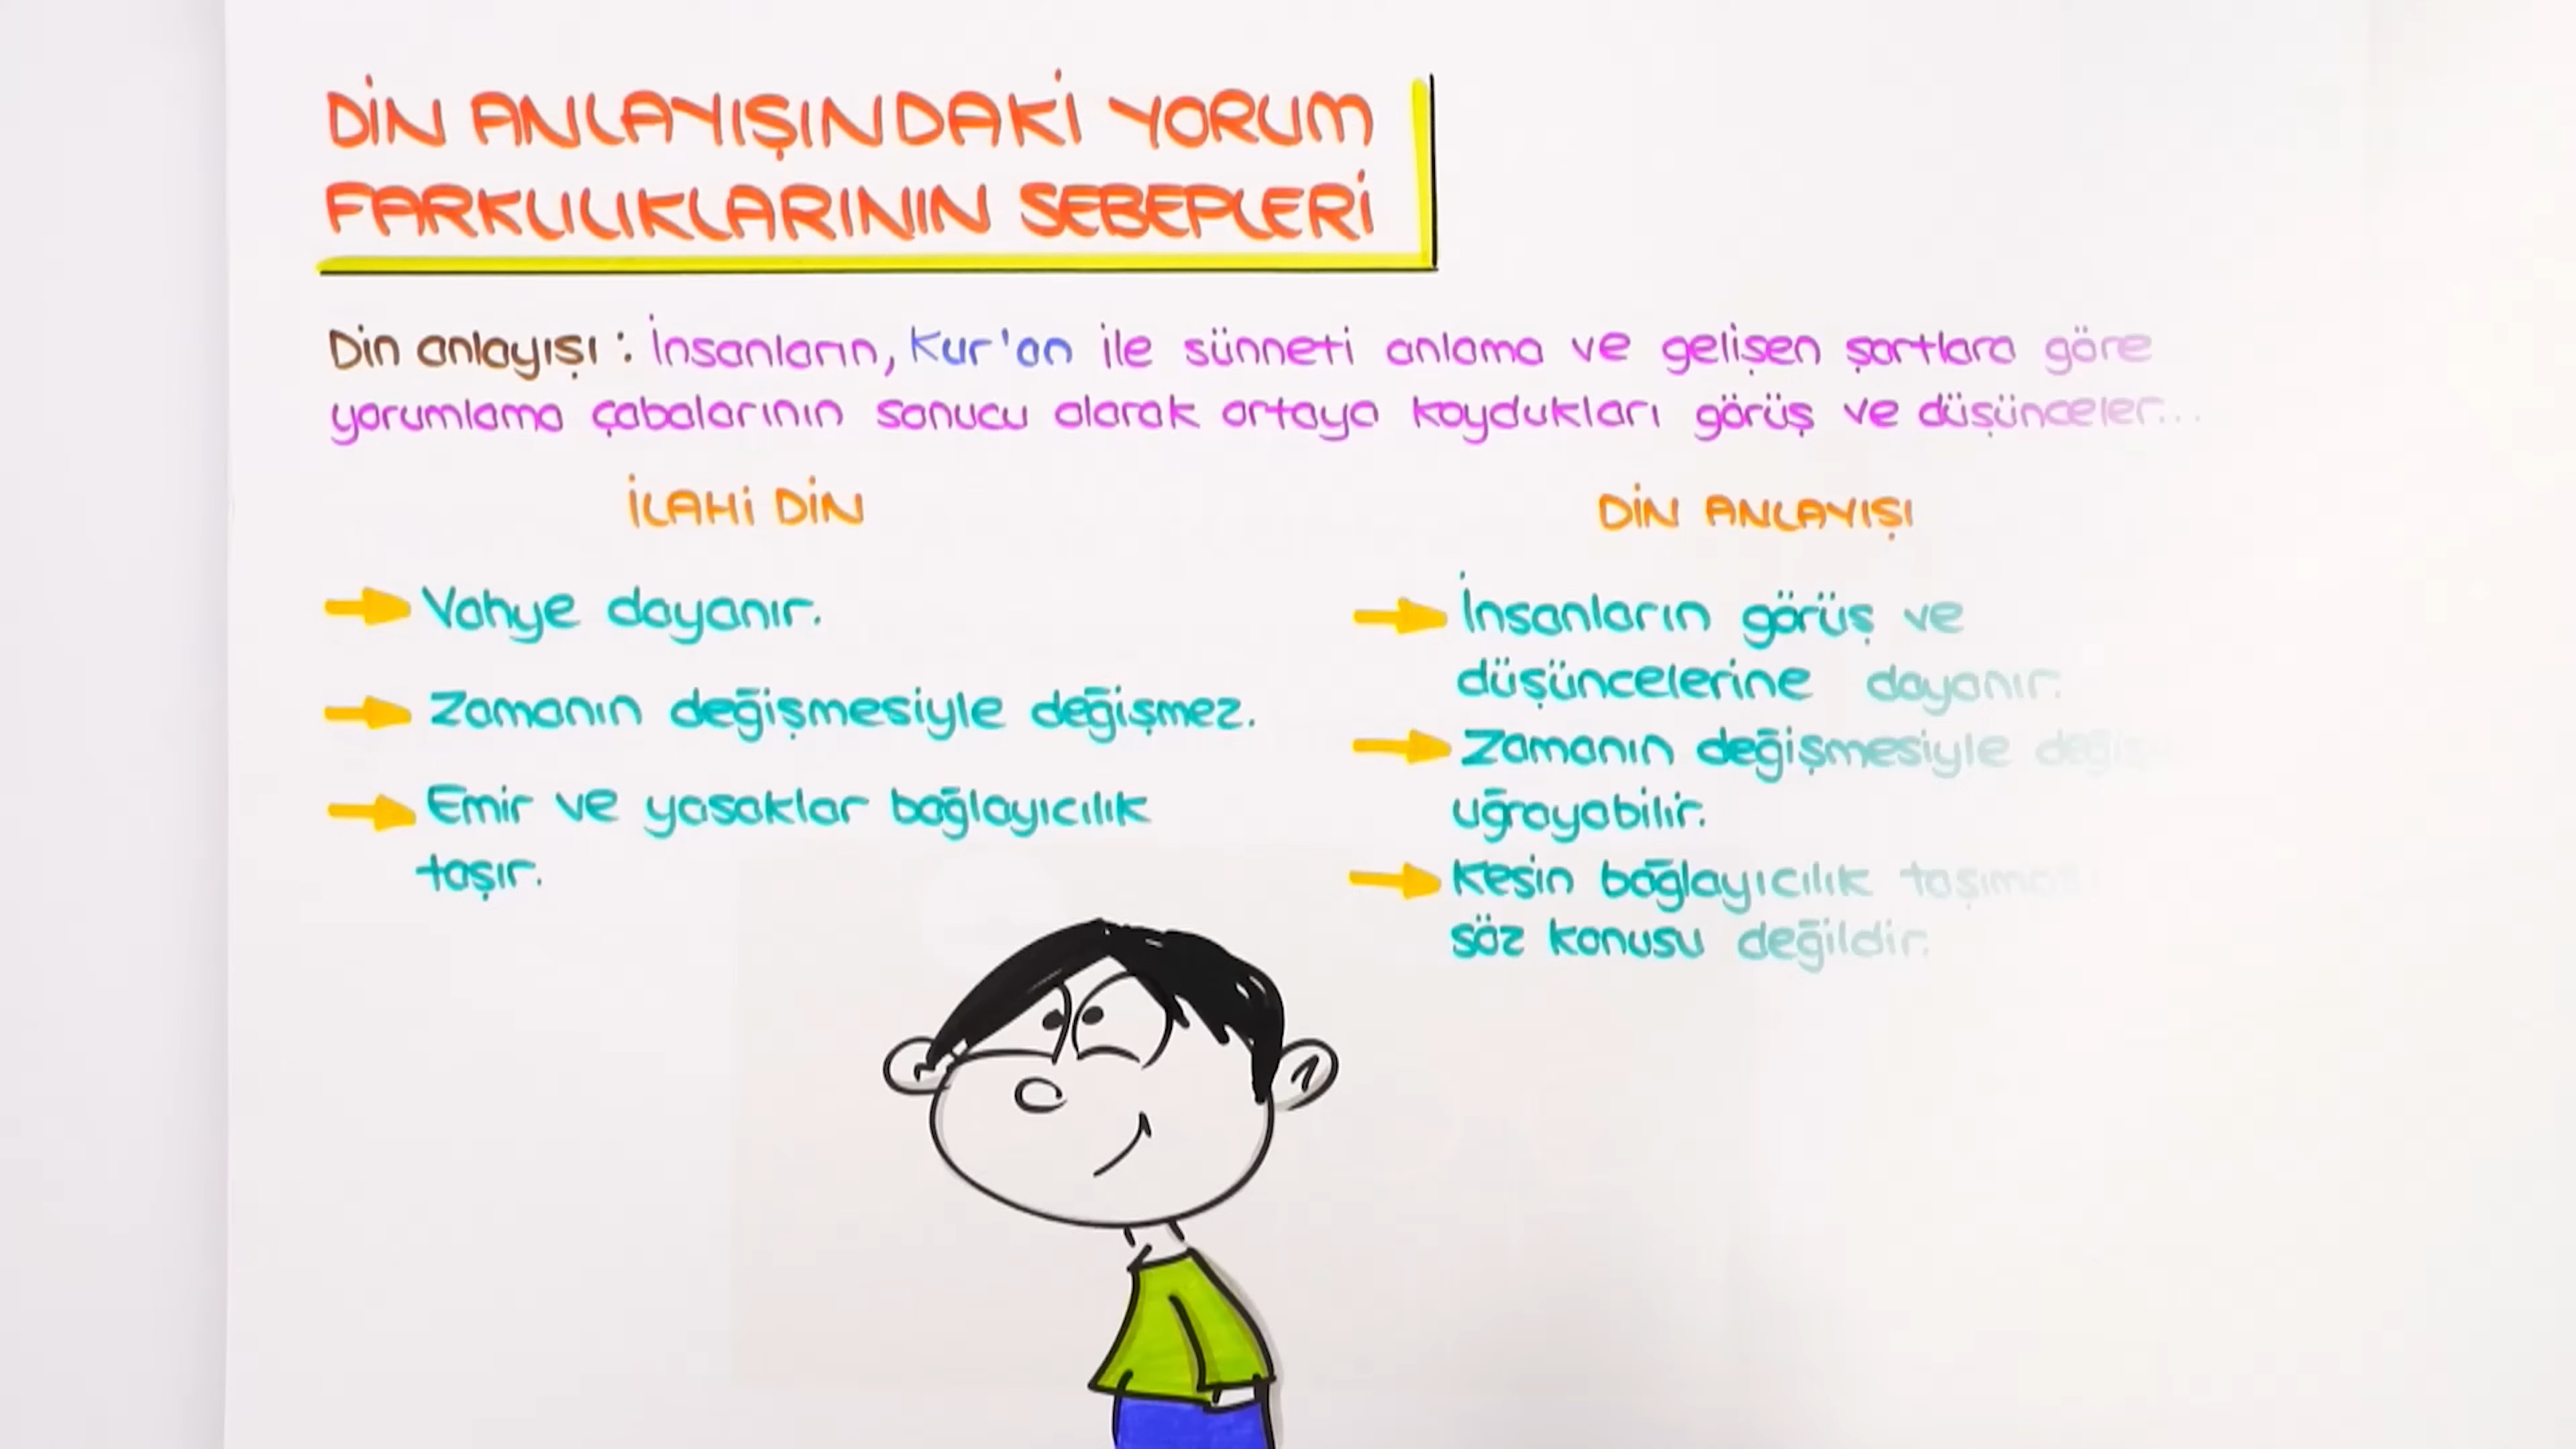 DİN ANLAYIŞINDAKİ YORUM
FARKLILIKLARININ SEBEPLERİ
Din anlayışı : İnsanların, Kur'an ile sünneti anlama ve gelişen şartlara göre
yorumlama çabalarının sonucu olarak ortaya koydukları görüş ve düşünceler...
İLAHİ DİN
Vahye dayanır.
Zamanın değişmesiyle değişmez.
Emir ve yasaklar bağlayıcılık
taşır.
DİN ANLAYIŞI
İnsanların görüş ve
düşüncelerine dayanır.
Zamanın değişmesiyle
uğrayabilir.
Kesin bağlayıcılık
söz konusu değildir.